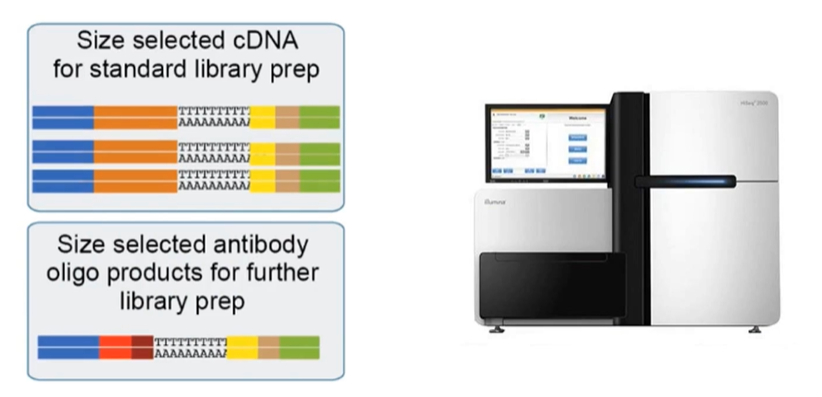 Size selected cDNA
for standard library prep
TTTTTTTTTT
AAAAAAAAAA
TTTTTTTTTT
AAAAAAAAAA
TTTTTTTTTT
AAAAAAAAAA
Size selected antibody
oligo products for further
library prep
TTTTTTTTTT
AAAAAAAAAA
Welcome
illumina
HiSeq 2500